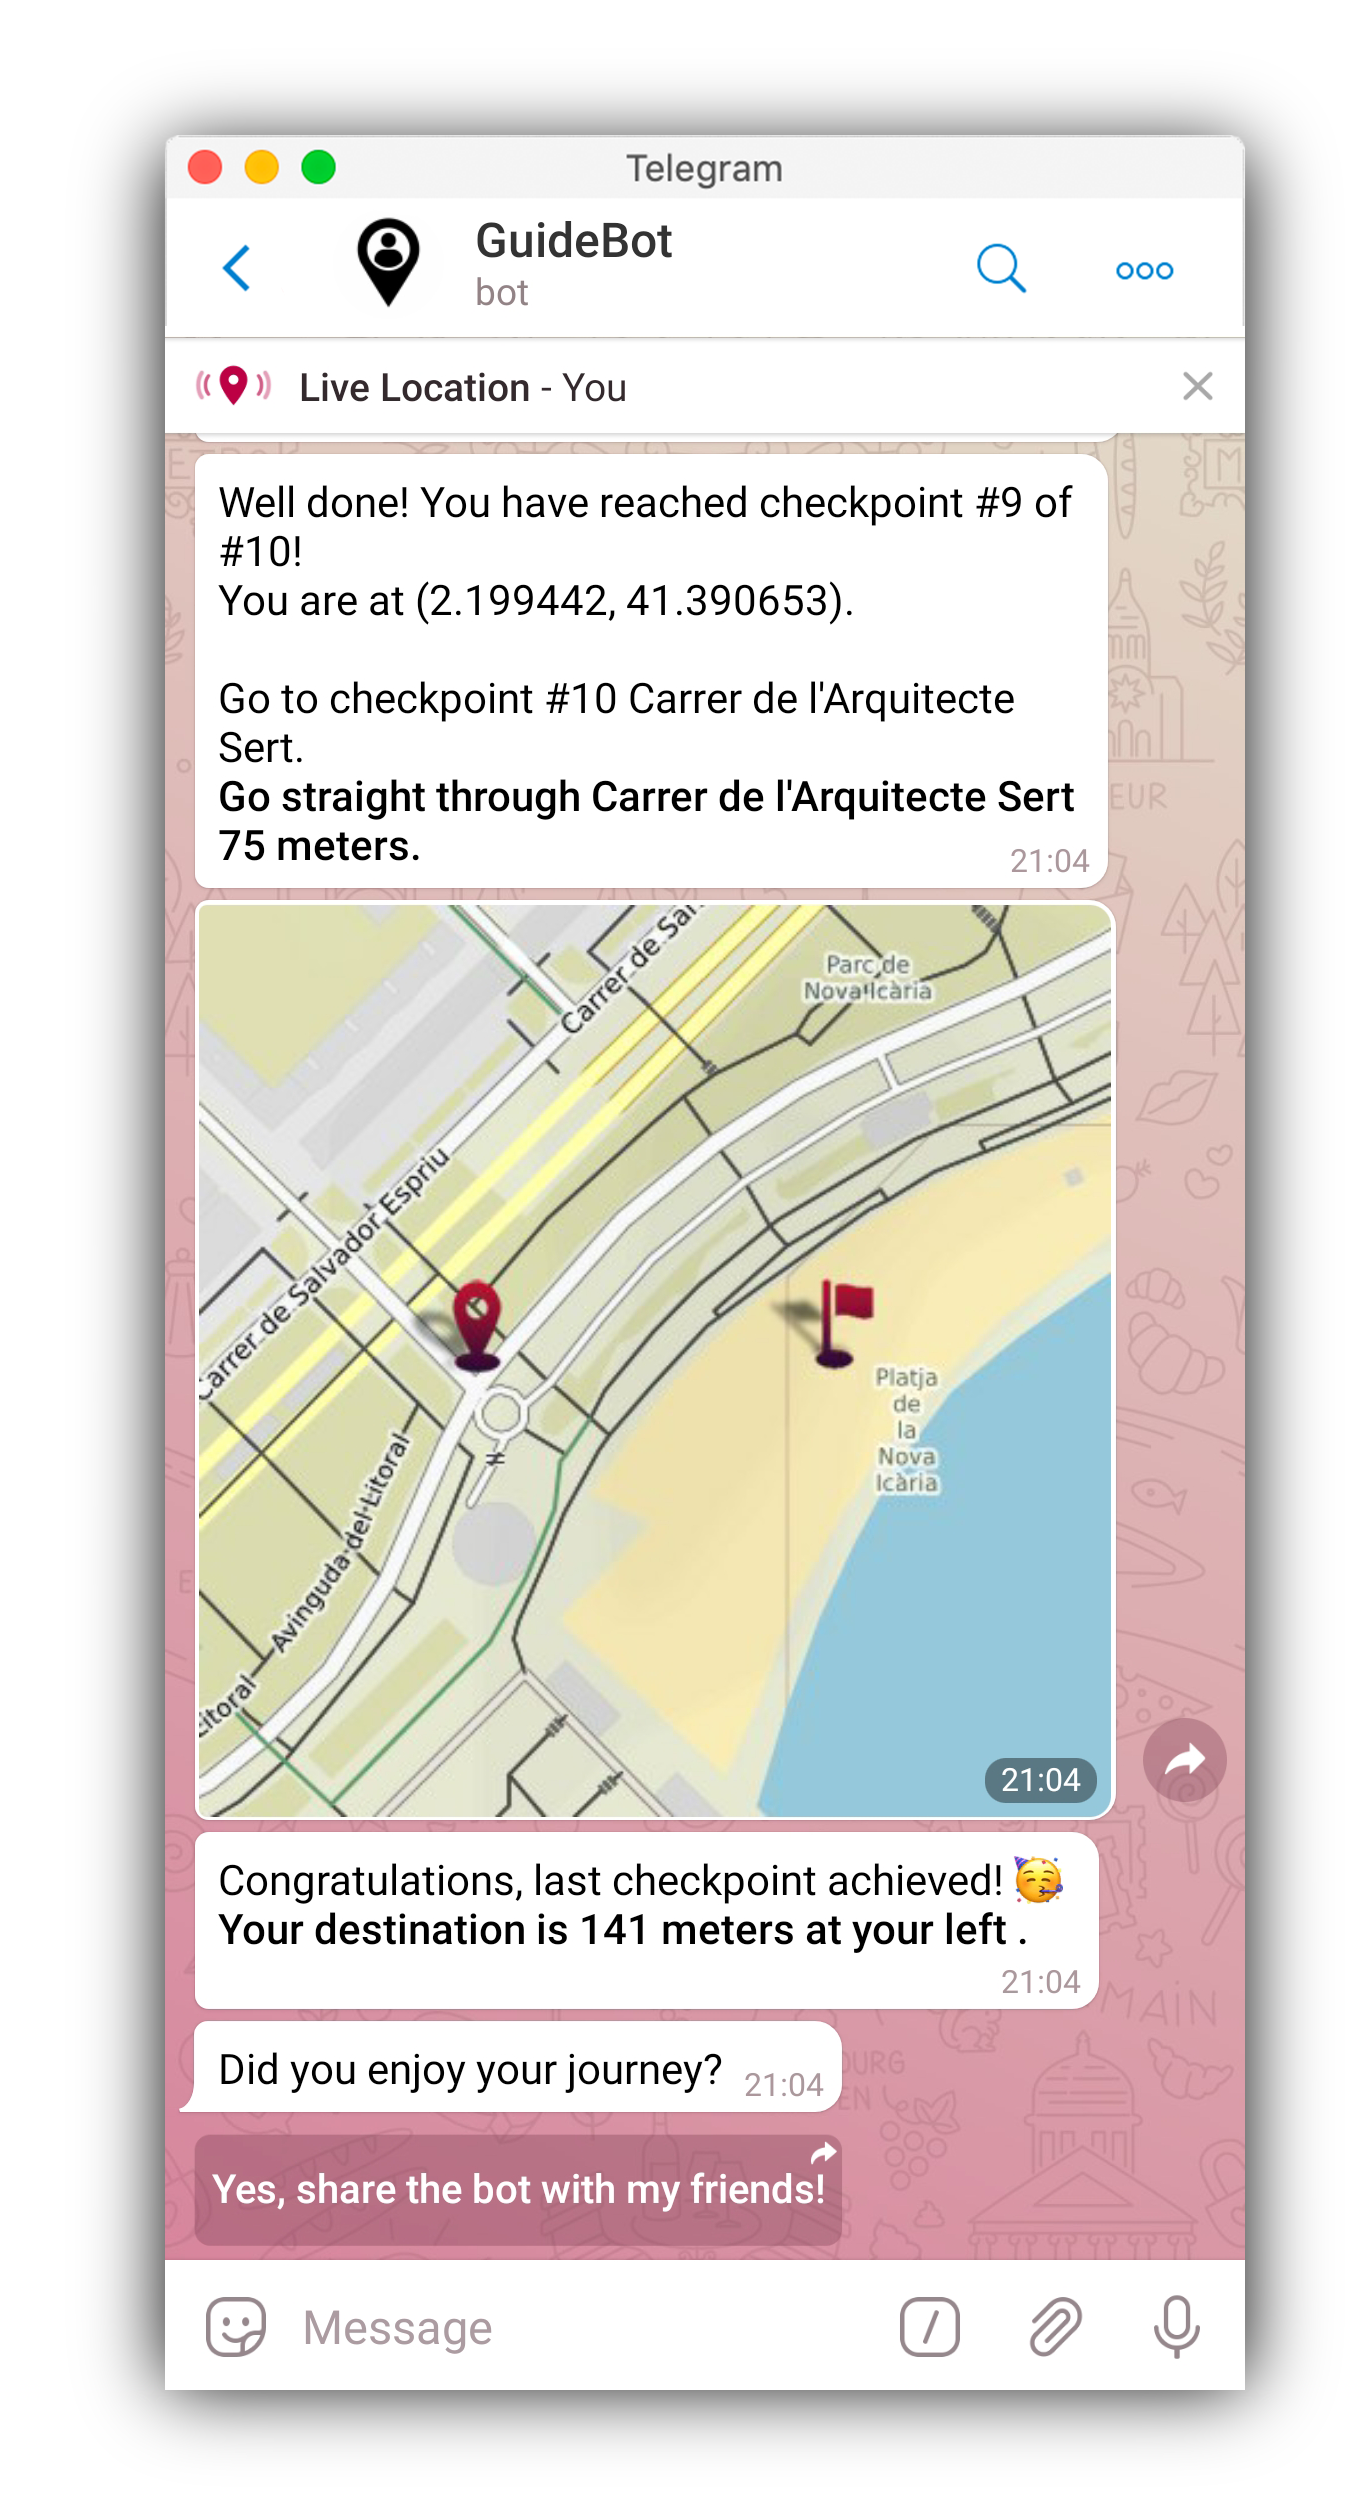 Telegram
GuideBot
bot
Live Location - You
Well done! You have reached checkpoint #9 of
#10!
You are at (2.199442, 41.390653).
Go to checkpoint #10 Carrer de l'Arquitecte
Sert.
Go straight through Carrer de l'Arquitecte Sert
75 meters.
21:04
Carrer de Sal
Parc de
Nova Icària
Carrer de Salvador Espriu
Avinguda del Litoral
Litoral
Platja
de
la
Nova
Icària
21:04
Congratulations, last checkpoint achieved! 🥳
Your destination is 141 meters at your left .
21:04
Did you enjoy your journey? 21:04
Yes, share the bot with my friends!
Message
EUR
MAIN